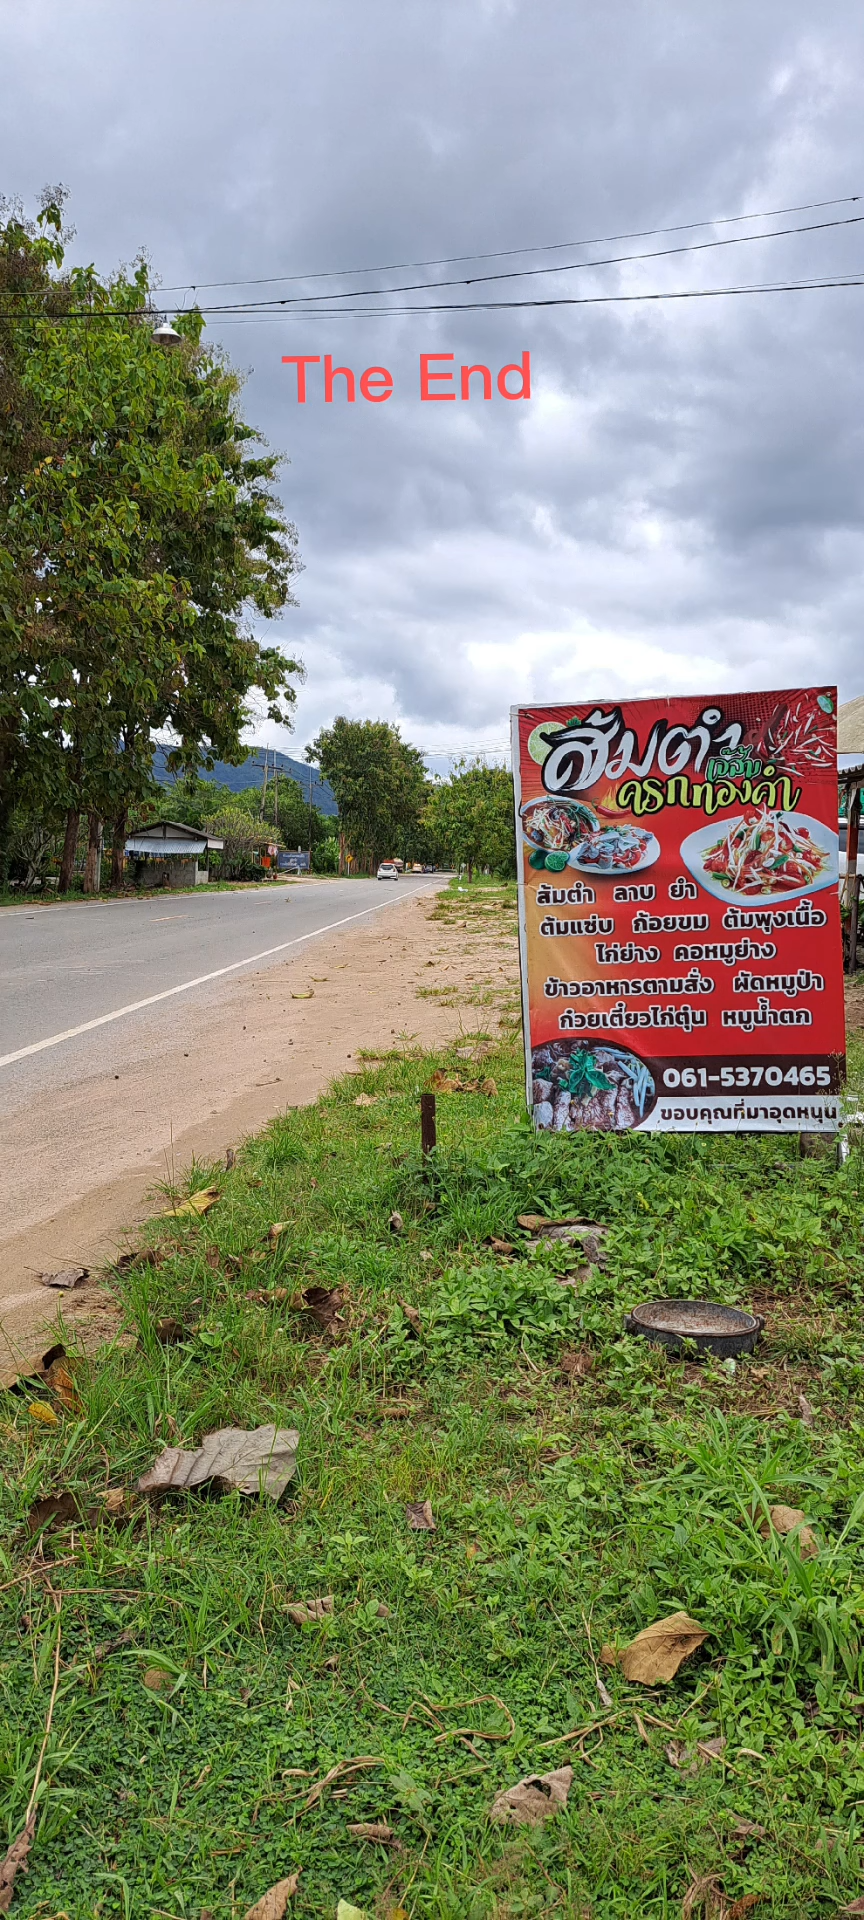 The End
ส้มตำ
เจ๊สาม
ครกทองคำ
ส้มตำ ลาบ ยำ
ต้มแซ่บ ก้อยขม ต้มพุงเนื้อ
ไก่ย่าง คอหมูย่าง
ข้าวอาหารตามสั่ง ผัดหมูป่า
ก๋วยเตี๋ยวไก่ตุ๋น หมูน้ำตก
061-5370465
ขอบคุณที่มาอุดหนุน